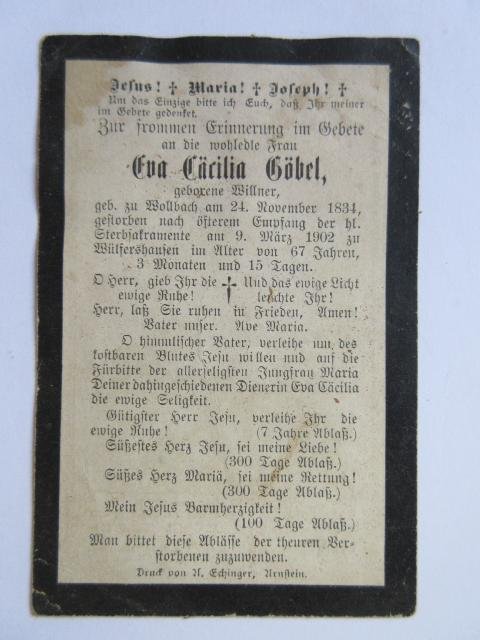 Jesus! ✝ Maria! ✝ Joseph! ✝
Um das Einzige bitte ich Euch, daß Ihr meiner
im Gebete gedenket.
Zur frommen Erinnerung im Gebete
an die wohledle Frau
Eva Cäcilia Göbel,
geborene Willner,
geb. zu Wollbach am 24. November 1834,
gestorben nach öfterem Empfang der hl.
Sterbsakramente am 9. März 1902 zu
Wülfershausen im Alter von 67 Jahren,
3 Monaten und 15 Tagen.
O Herr, gieb Ihr die ✝ Und das ewige Licht
ewige Ruhe! leuchte Ihr!
Herr, laß Sie ruhen in Frieden, Amen!
Vater unser. Ave Maria.
O himmlischer Vater, verleihe um des
kostbaren Blutes Jesu willen und auf die
Fürbitte der allerseligsten Jungfrau Maria
Deiner dahingeschiedenen Dienerin Eva Cäcilia
die ewige Seligkeit.
Gütigster Herr Jesu, verleihe Ihr die
ewige Ruhe! (7 Jahre Ablaß.)
Süßestes Herz Jesu, sei meine Liebe!
(300 Tage Ablaß.)
Süßes Herz Mariä, sei meine Rettung!
(300 Tage Ablaß.)
Mein Jesus Barmherzigkeit!
(100 Tage Ablaß.)
Man bittet diese Ablässe der theuren Ver-
storbenen zuzuwenden.
Druck von A. Echinger, Arnstein.